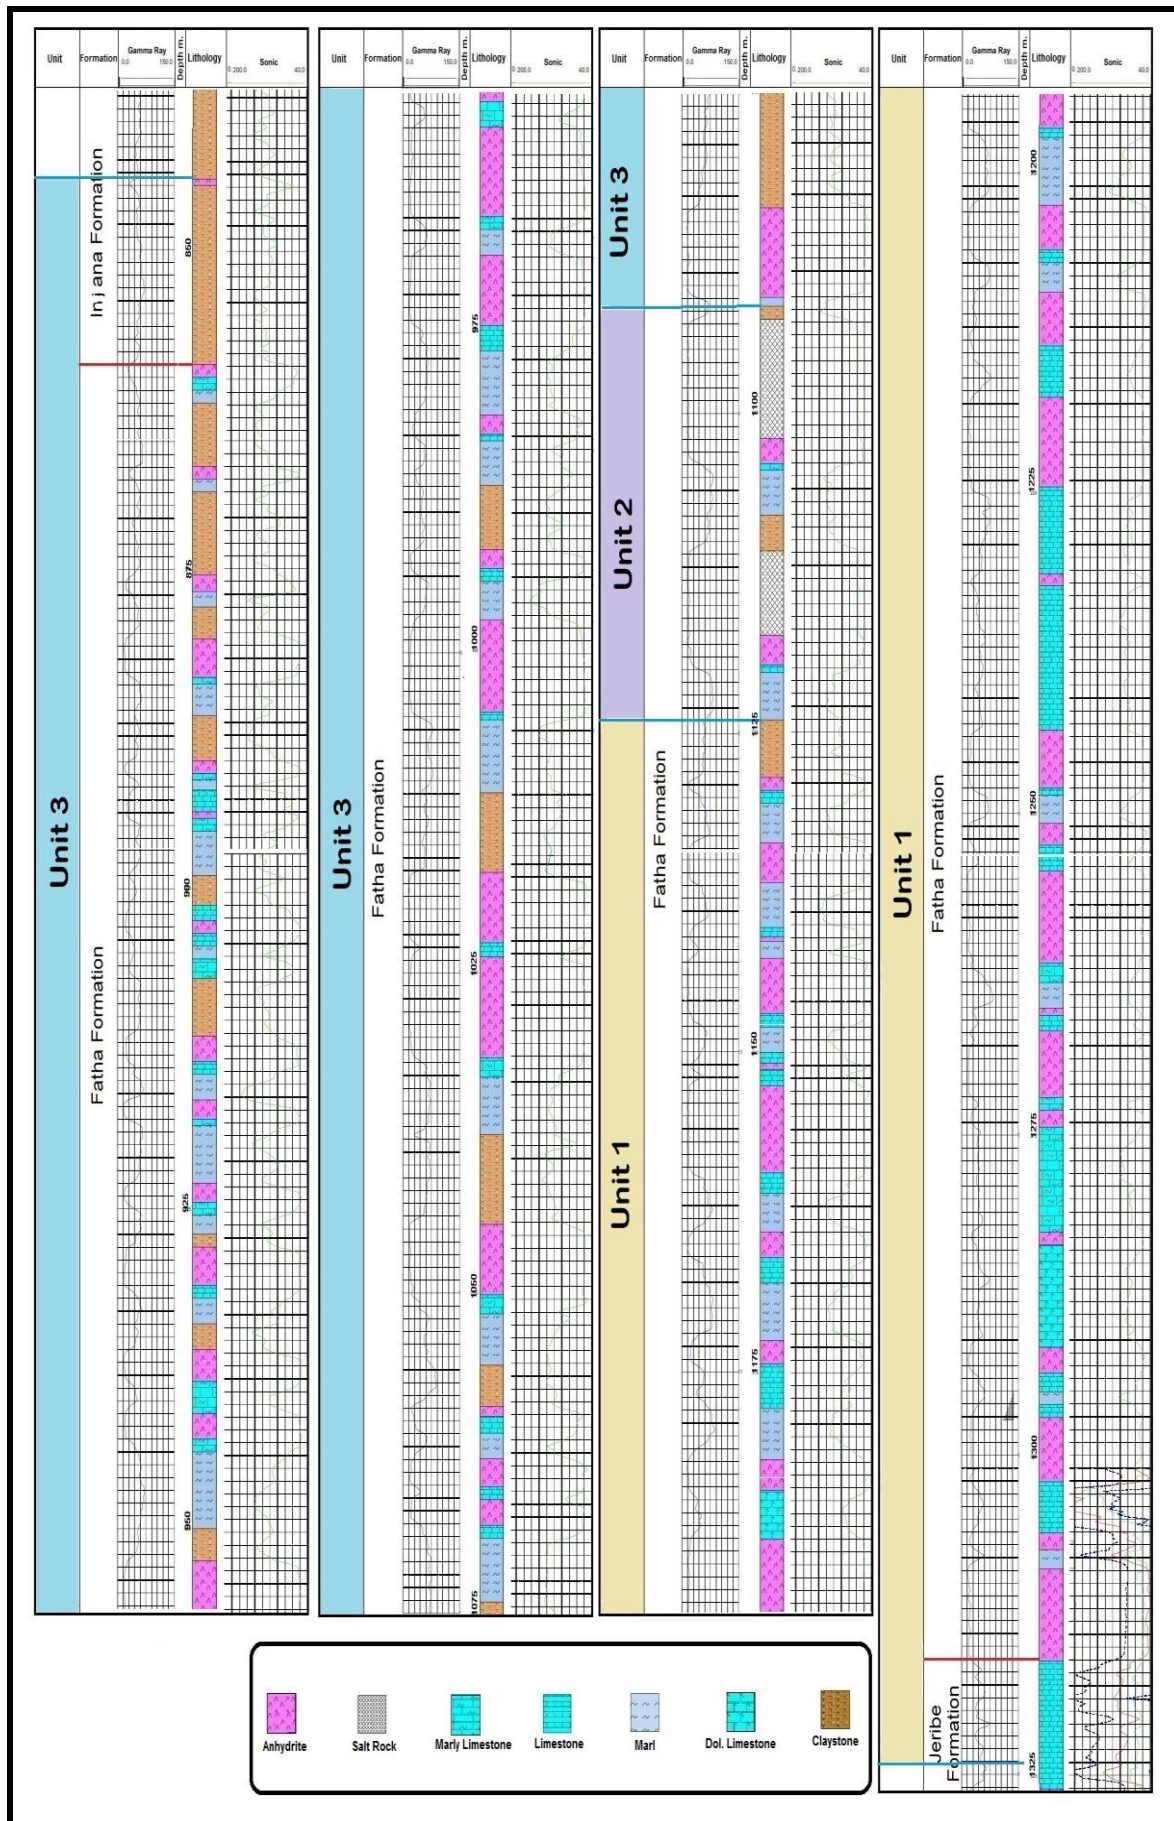 Unit Formation Gamma Ray Depth m. Lithology Sonic
0.0 150.0 200.0 40.0
Injana Formation
Unit 3
Fatha Formation
850
875
900
925
950
Unit Formation Gamma Ray Depth m. Lithology Sonic
0.0 150.0 0. 200.0 40.0
Unit 3
Fatha Formation
975
1000
1025
1050
1075
Unit Formation Gamma Ray Depth m. Lithology Sonic
0.0 150.0 0. 200.0 40.0
Unit 3
Unit 2
Unit 1
Fatha Formation
1100
1125
1150
1175
Unit Formation Gamma Ray Depth m. Lithology Sonic
0.0 150.0 0. 200.0 40.0
Unit 1
Fatha Formation
Jeribe
Formation
1200
1225
1250
1275
1300
1325
Anhydrite
Salt Rock
Marly Limestone
Limestone
Marl
Dol. Limestone
Claystone